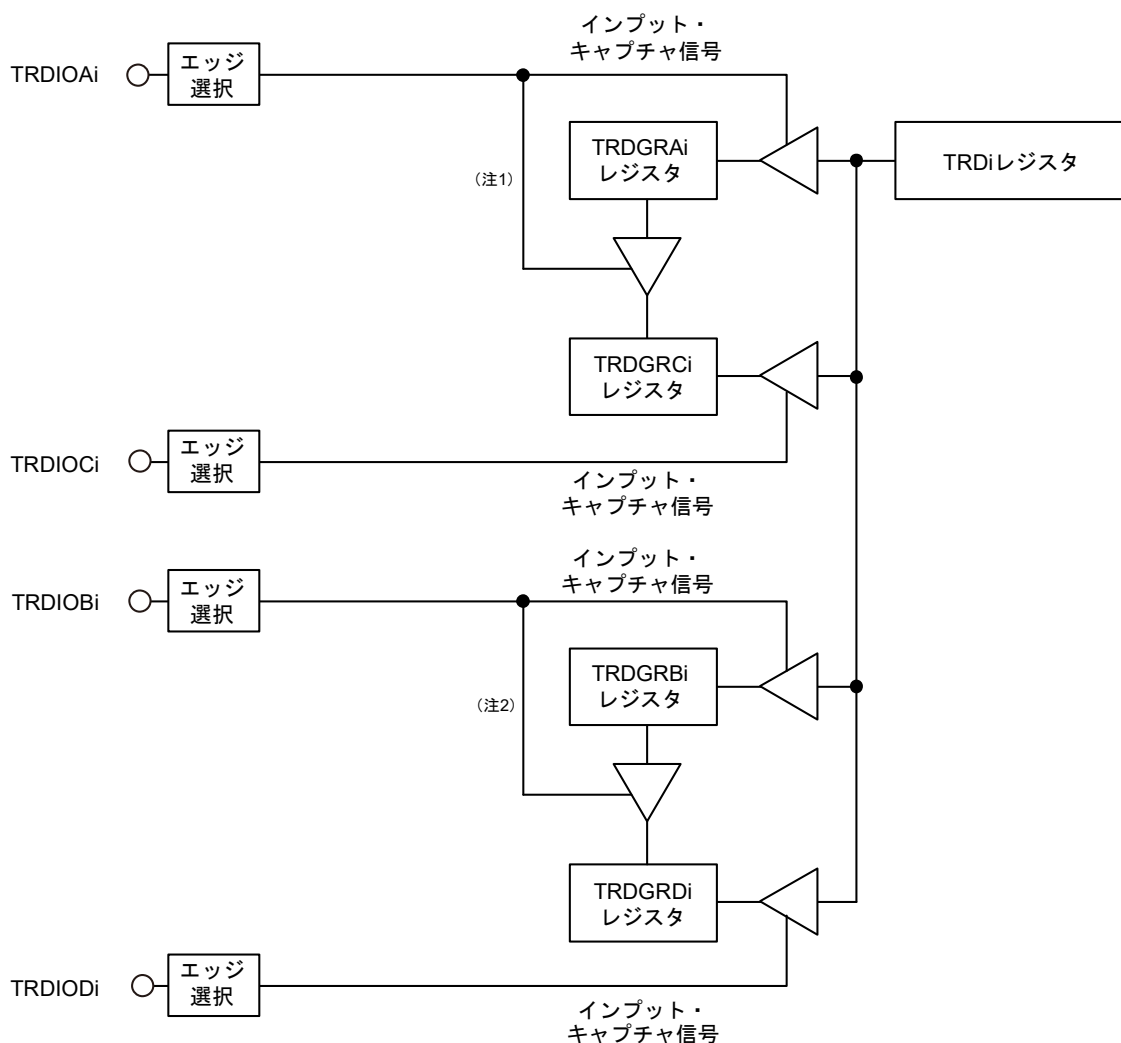 インプット・
キャプチャ信号
TRDIOAi
エッジ
選択
TRDGRAi
レジスタ
TRDiレジスタ
（注1）
TRDGRCi
レジスタ
TRDIOCi
エッジ
選択
インプット・
キャプチャ信号
インプット・
キャプチャ信号
TRDIOBi
エッジ
選択
TRDGRBi
レジスタ
（注2）
TRDGRDi
レジスタ
TRDIODi
エッジ
選択
インプット・
キャプチャ信号